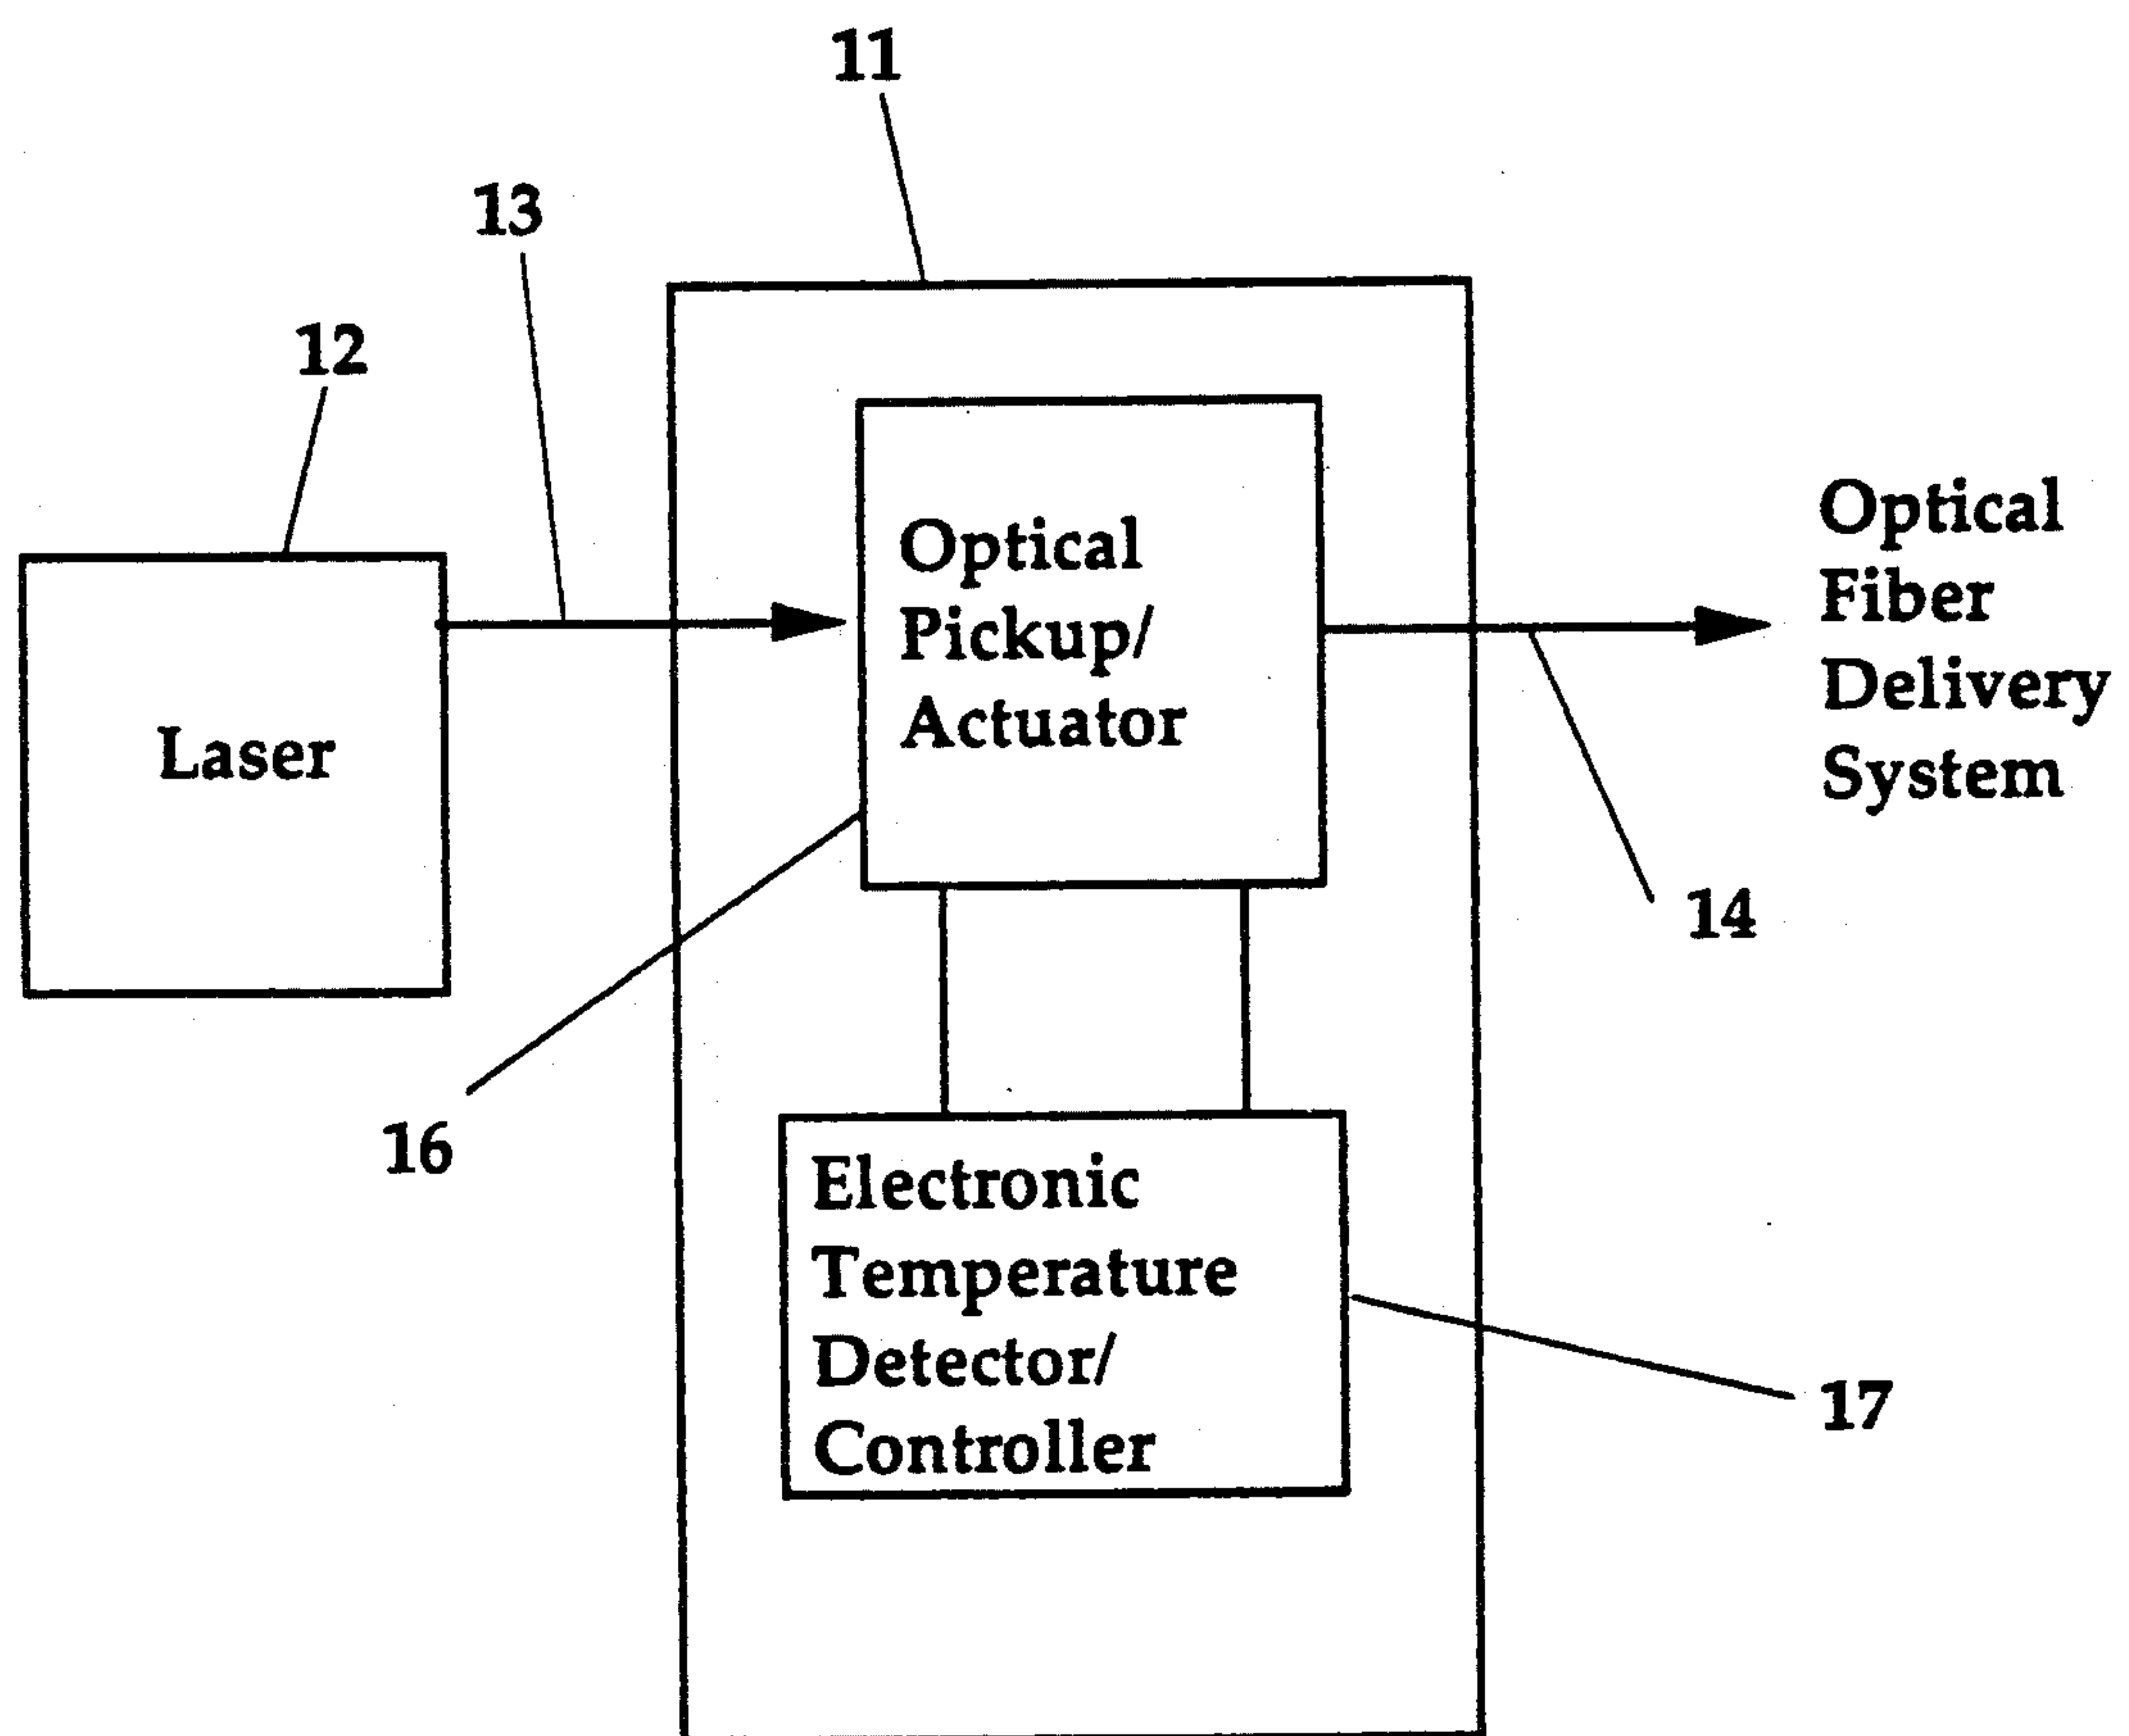 11
13
12
Optical
Pickup/
Actuator
Optical
Fiber
Delivery
System
Laser
14
16
Electronic
Temperature
Detector/
Controller
17